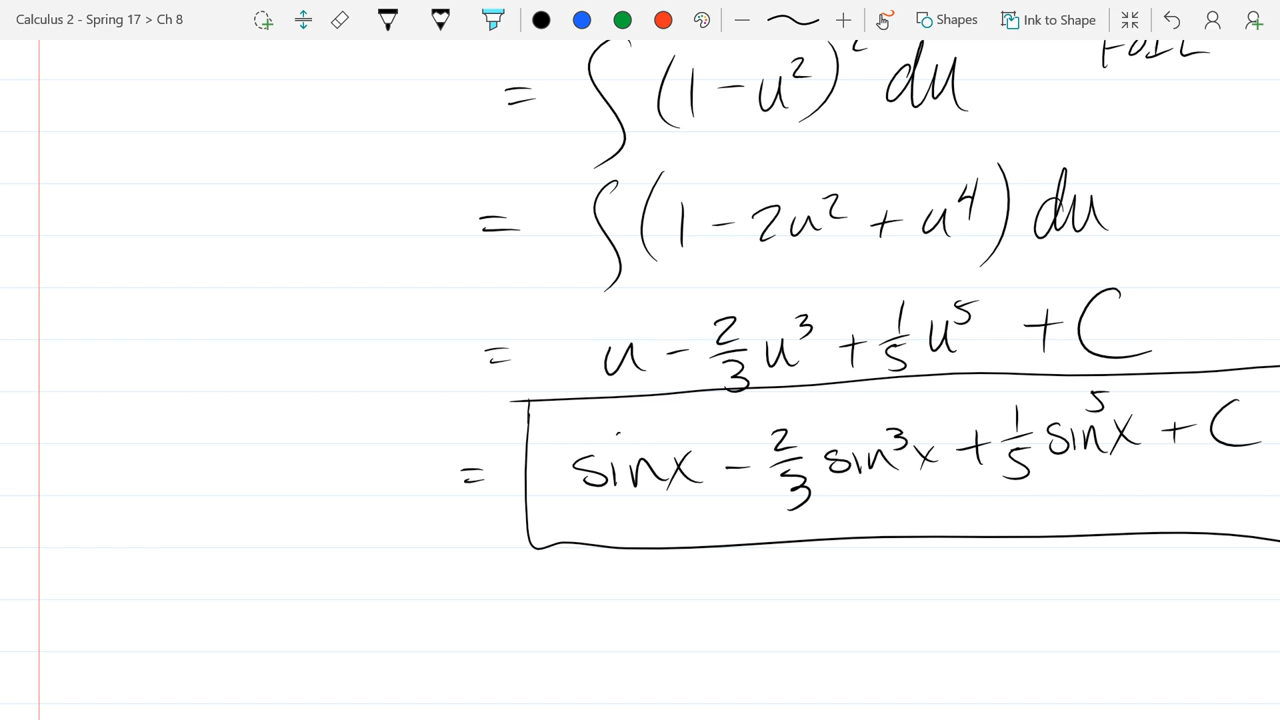 Calculus 2 - Spring 17 > Ch 8
Shapes
Ink to Shape
= ∫ (1 - u²)² du
FOIL
= ∫ (1 - 2u² + u⁴) du
= u - 2/3 u³ + 1/5 u⁵ + C
= sin x - 2/3 sin³x + 1/5 sin⁵x + C